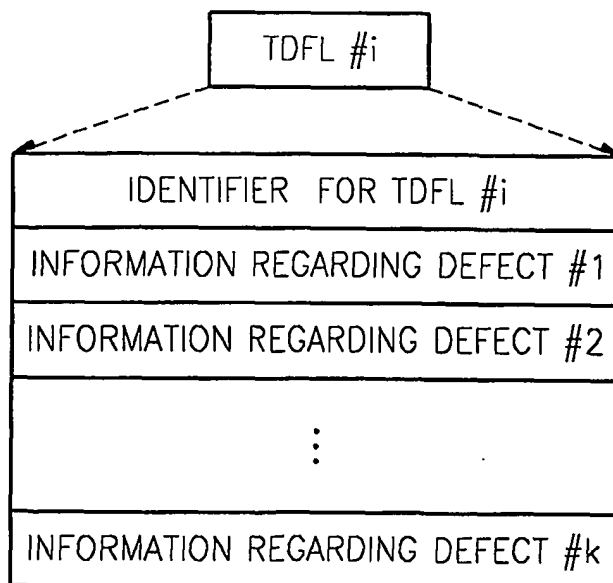 TDFL #i
IDENTIFIER FOR TDFL #i
INFORMATION REGARDING DEFECT #1
INFORMATION REGARDING DEFECT #2
⋮
INFORMATION REGARDING DEFECT #k